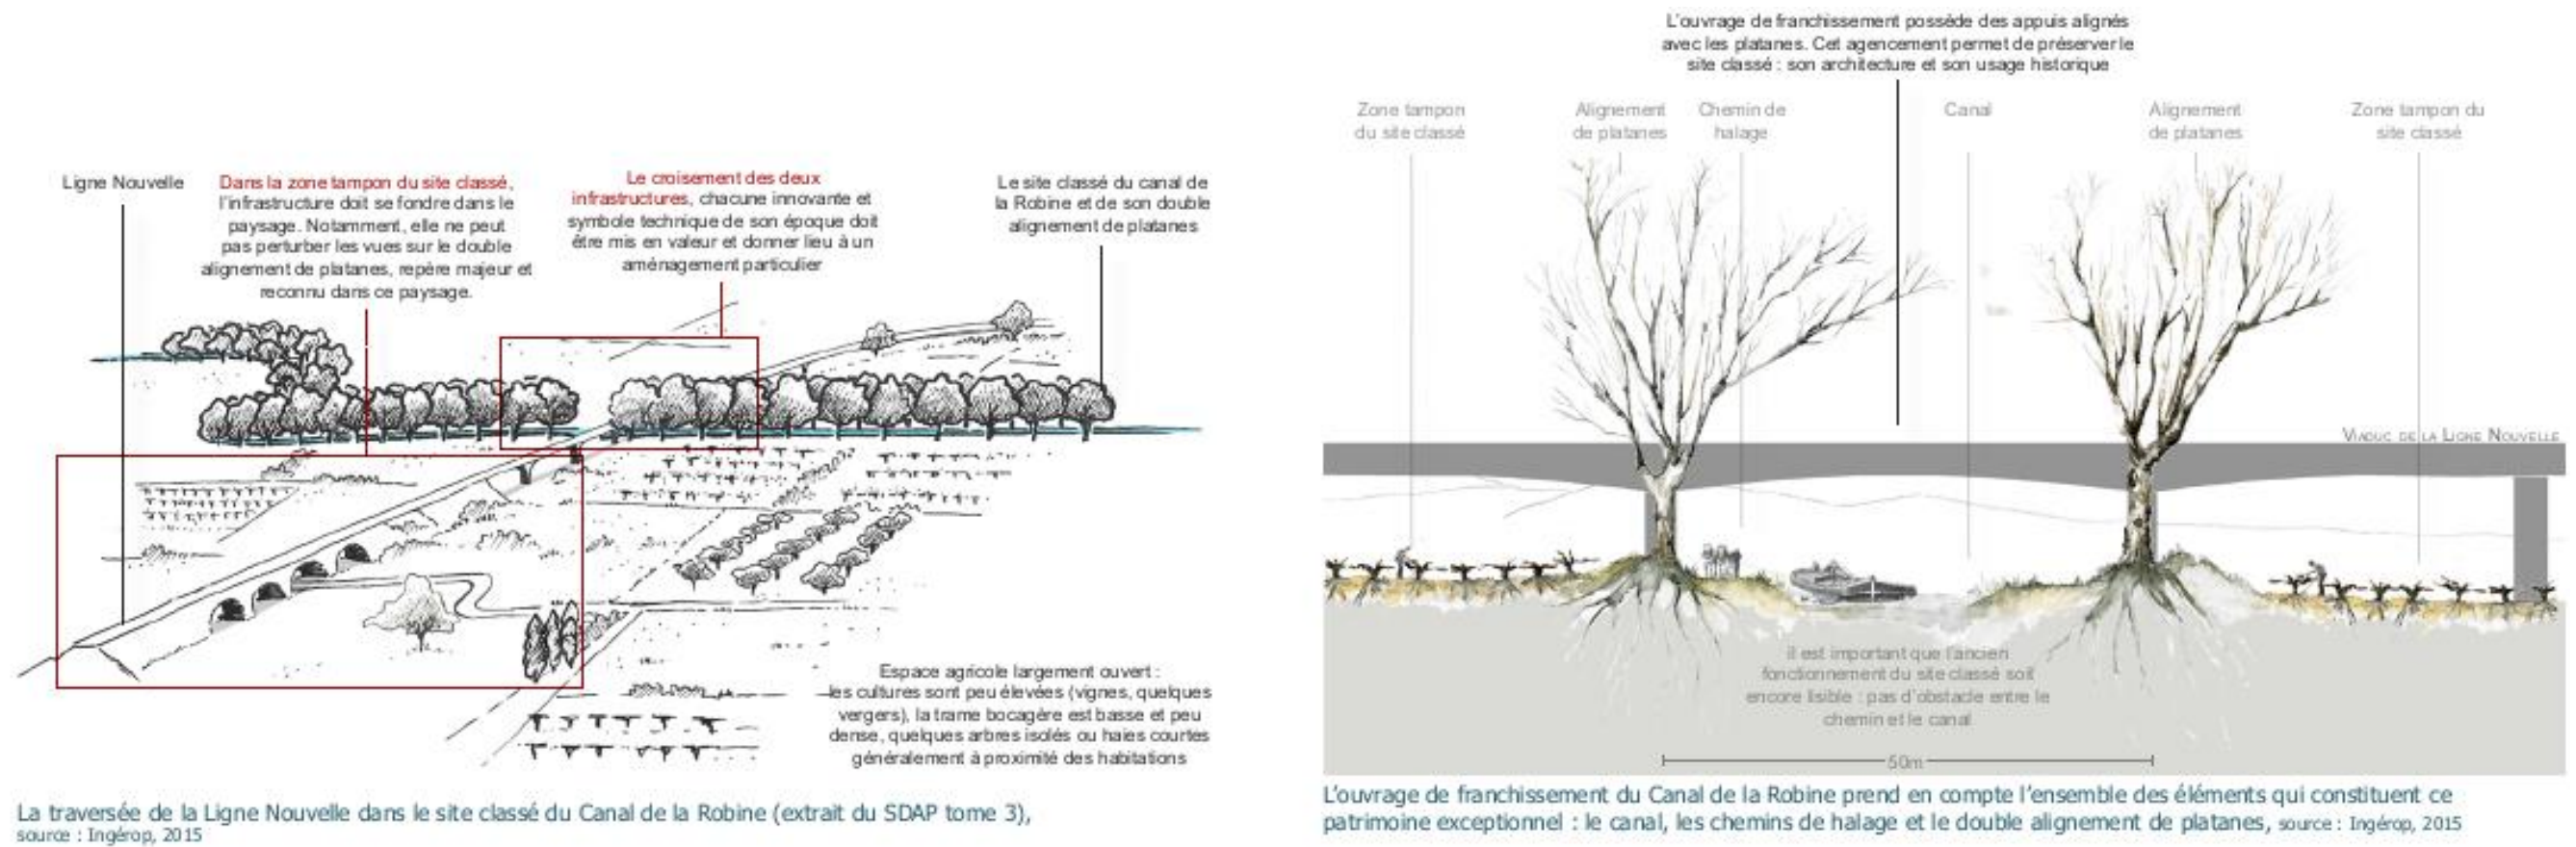 Ligne Nouvelle
Dans la zone tampon du site classé,
l'infrastructure doit se fondre dans le
paysage. Notamment, elle ne peut
pas perturber les vues sur le double
alignement de platanes, repère majeur et
reconnu dans ce paysage.
Le croisement des deux
infrastructures, chacune innovante et
symbole technique de son époque doit
être mis en valeur et donner lieu à un
aménagement particulier
Le site classé du canal de
la Robine et de son double
alignement de platanes
Espace agricole largement ouvert :
les cultures sont peu élevées (vignes, quelques
vergers), la trame bocagère est basse et peu
dense, quelques arbres isolés ou haies courtes
généralement à proximité des habitations
La traversée de la Ligne Nouvelle dans le site classé du Canal de la Robine (extrait du SDAP tome 3),
source : Ingérop, 2015
L'ouvrage de franchissement possède des appuis alignés
avec les platanes. Cet agencement permet de préserver le
site classé : son architecture et son usage historique
Zone tampon
du site classé
Alignement
de platanes
Chemin de
halage
Canal
Alignement
de platanes
Zone tampon du
site classé
Viaduc de la Ligne Nouvelle
il est important que l'ancien
fonctionnement du site classé soit
encore lisible : pas d'obstacle entre le
chemin et le canal
50m
L'ouvrage de franchissement du Canal de la Robine prend en compte l'ensemble des éléments qui constituent ce
patrimoine exceptionnel : le canal, les chemins de halage et le double alignement de platanes, source : Ingérop, 2015